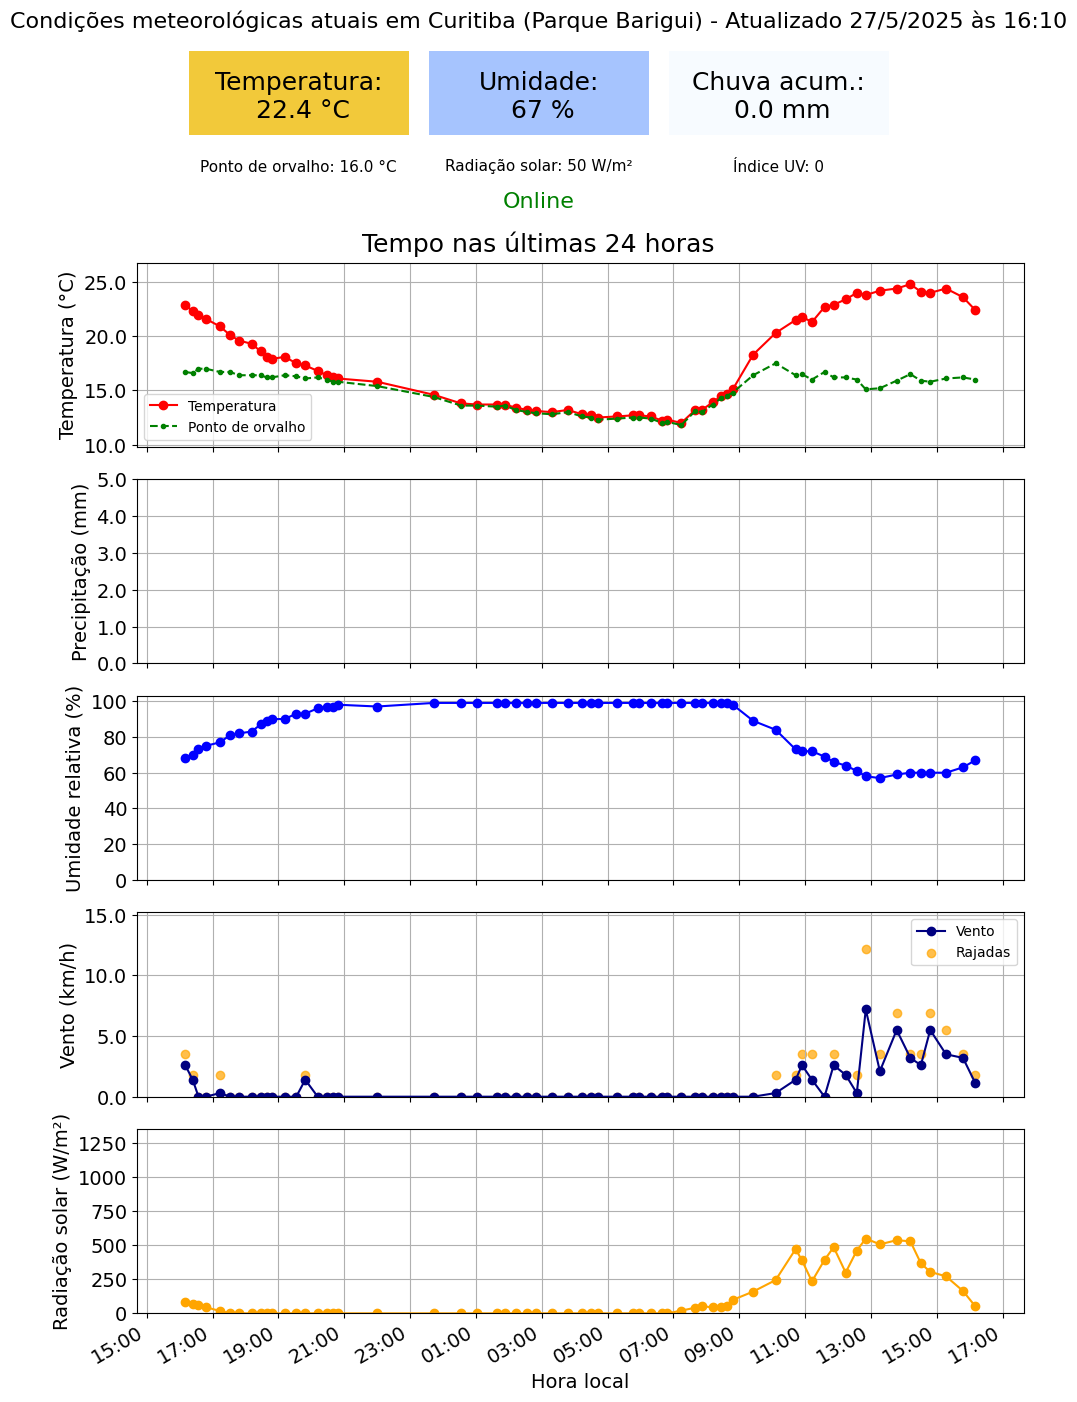 Condições meteorológicas atuais em Curitiba (Parque Barigui) - Atualizado 27/5/2025 às 16:10
Temperatura:
22.4 °C
Umidade:
67 %
Chuva acum.:
0.0 mm
Ponto de orvalho: 16.0 °C
Radiação solar: 50 W/m²
Índice UV: 0
Online
Tempo nas últimas 24 horas
Temperatura (°C)
25.0
20.0
15.0
10.0
Temperatura
Ponto de orvalho
Precipitação (mm)
5.0
4.0
3.0
2.0
1.0
0.0
Umidade relativa (%)
100
80
60
40
20
0
Vento (km/h)
15.0
10.0
5.0
0.0
Vento
Rajadas
Radiação solar (W/m²)
1250
1000
750
500
250
0
15:00
17:00
19:00
21:00
23:00
01:00
03:00
05:00
07:00
09:00
11:00
13:00
15:00
17:00
Hora local